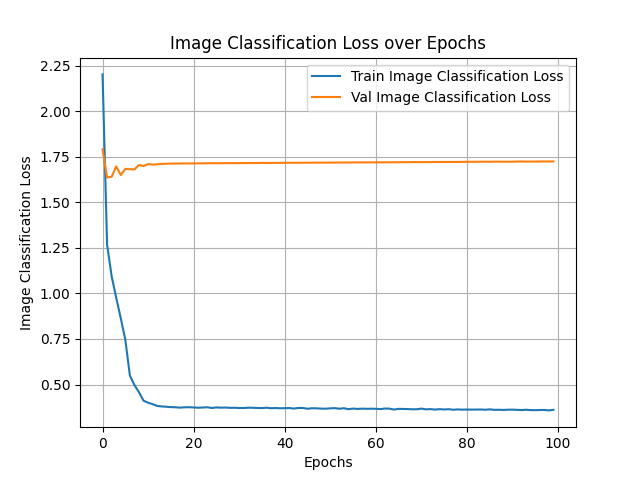 Image Classification Loss over Epochs
Train Image Classification Loss
Val Image Classification Loss
2.25
2.00
1.75
1.50
1.25
1.00
0.75
0.50
Image Classification Loss
0 20 40 60 80 100
Epochs